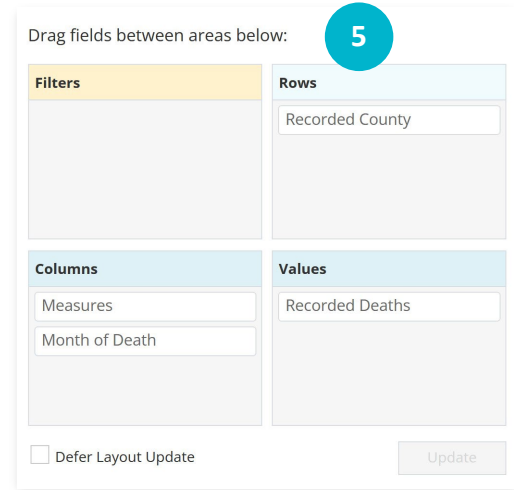 Drag fields between areas below:
5
Filters
Rows
Recorded County
Columns
Measures
Month of Death
Values
Recorded Deaths
Defer Layout Update
Update